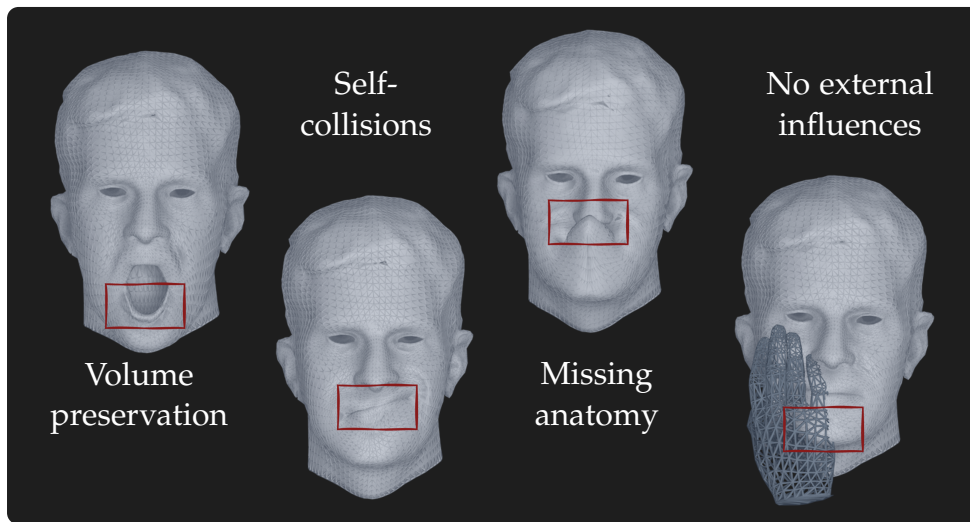 Volume
preservation
Self-
collisions
Missing
anatomy
No external
influences